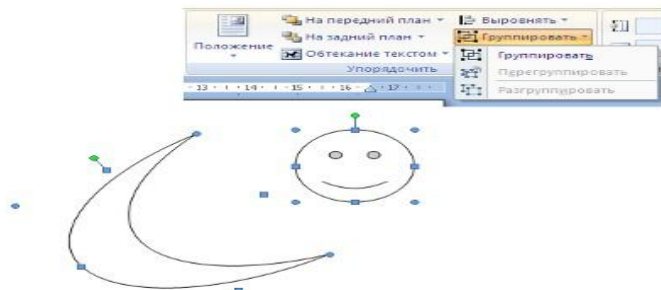 На передний план
На задний план
Обтекание текстом
Положение
Упорядочить
Выровнять
Группировать
Группировать
Перегруппировать
Разгруппировать
13 14 15 16 17